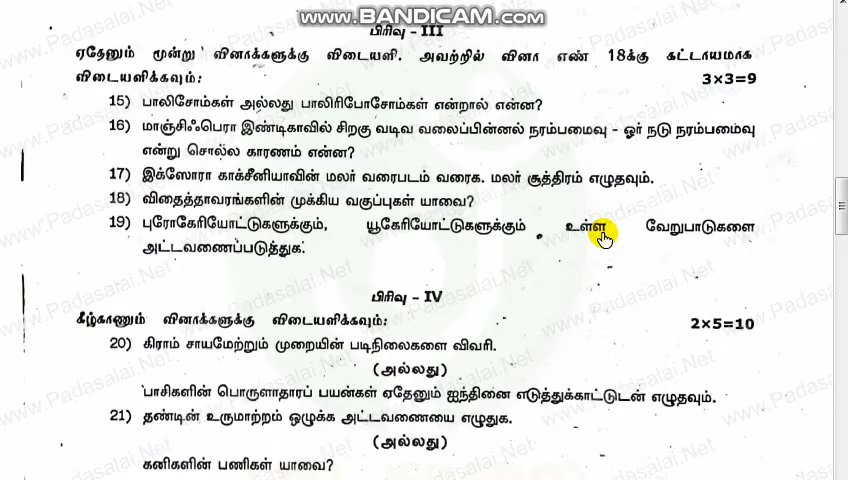 www.BANDICAM.com
பிரிவு - III
ஏதேனும் மூன்று வினாக்களுக்கு விடையளி. அவற்றில் வினா எண் 18க்கு கட்டாயமாக
விடையளிக்கவும்: 3×3=9
15) பாலிசோம்கள் அல்லது பாலிரிபோசோம்கள் என்றால் என்ன?
16) மாஞ்சிஃபெரா இண்டிகாவில் சிறகு வடிவ வலைப்பின்னல் நரம்பமைவு - ஓர் நடு நரம்பமைவு
என்று சொல்ல காரணம் என்ன?
17) இக்ஸோரா காக்சீனியாவின் மலர் வரைபடம் வரைக. மலர் சூத்திரம் எழுதவும்.
18) விதைத்தாவரங்களின் முக்கிய வகுப்புகள் யாவை?
19) புரோகேரியோட்டுகளுக்கும், யூகேரியோட்டுகளுக்கும் உள்ள வேறுபாடுகளை
அட்டவணைப்படுத்துக:
பிரிவு - IV
கீழ்காணும் வினாக்களுக்கு விடையளிக்கவும்: 2×5=10
20) கிராம் சாயமேற்றும் முறையின் படிநிலைகளை விவரி.
(அல்லது)
பாசிகளின் பொருளாதாரப் பயன்கள் ஏதேனும் ஐந்தினை எடுத்துக்காட்டுடன் எழுதவும்.
21) தண்டின் உருமாற்றம் ஒழுக்க அட்டவணையை எழுதுக.
(அல்லது)
கனிகளின் பணிகள் யாவை?
www.Padasalai.Net